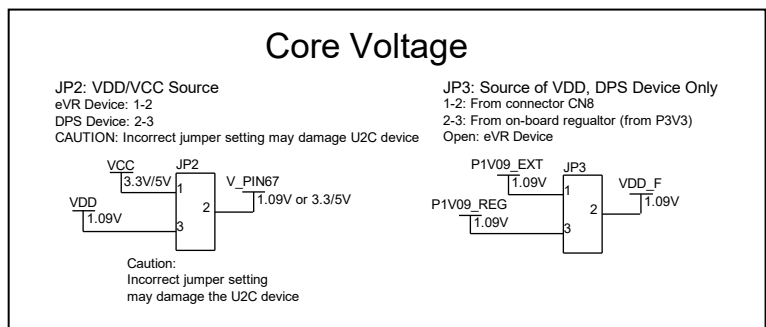 Core Voltage
JP2: VDD/VCC Source
eVR Device: 1-2
DPS Device: 2-3
CAUTION: Incorrect jumper setting may damage U2C device
JP3: Source of VDD, DPS Device Only
1-2: From connector CN8
2-3: From on-board regualtor (from P3V3)
Open: eVR Device
VCC
3.3V/5V
JP2
V_PIN67
1.09V or 3.3/5V
1
2
3
VDD
1.09V
Caution:
Incorrect jumper setting
may damage the U2C device
P1V09_EXT
1.09V
JP3
VDD_F
1.09V
1
2
3
P1V09_REG
1.09V